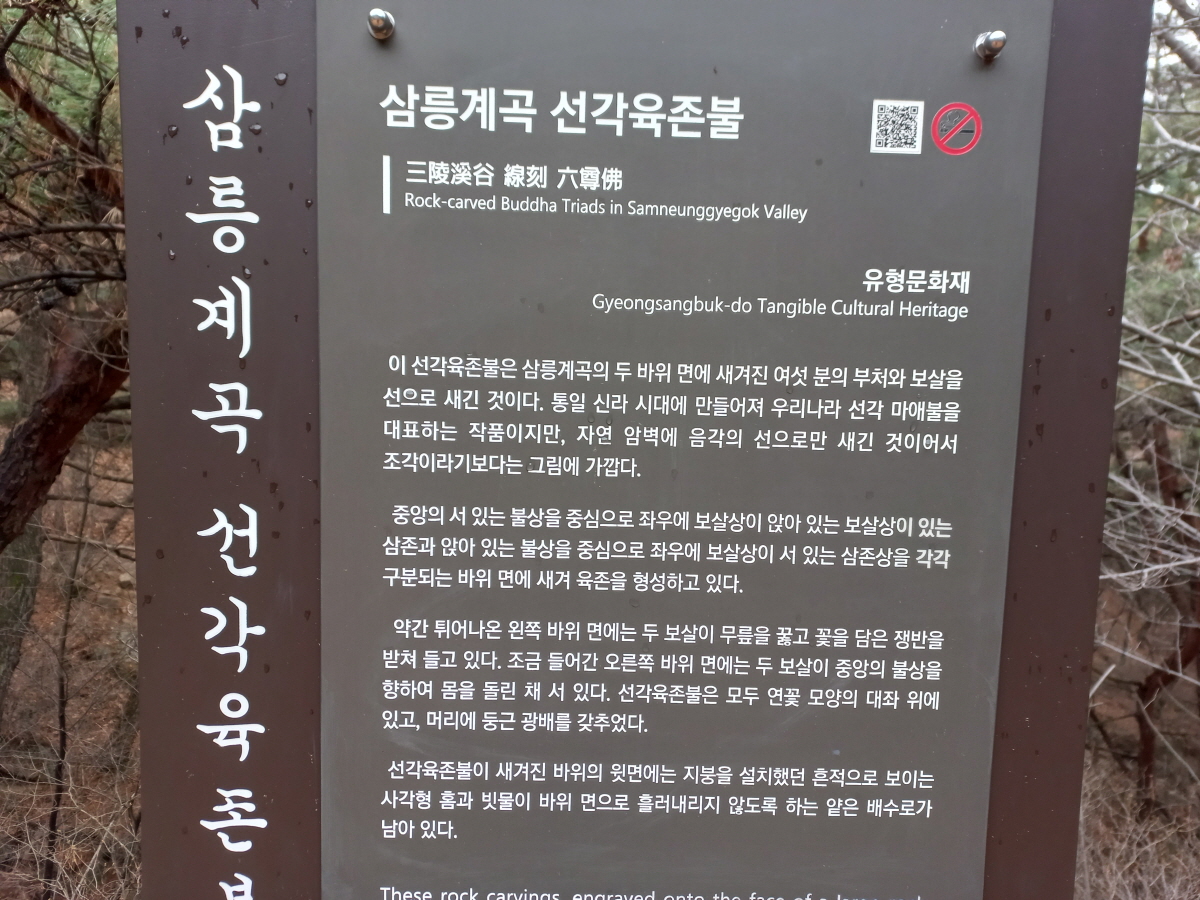 삼릉계곡 선각육존
삼릉계곡 선각육존불
三陵溪谷 線刻 六尊佛
Rock-carved Buddha Triads in Samneunggyegok Valley
유형문화재
Gyeongsangbuk-do Tangible Cultural Heritage
이 선각육존불은 삼릉계곡의 두 바위 면에 새겨진 여섯 분의 부처와 보살을
선으로 새긴 것이다. 통일 신라 시대에 만들어져 우리나라 선각 마애불을
대표하는 작품이지만, 자연 암벽에 음각의 선으로만 새긴 것이어서
조각이라기보다는 그림에 가깝다.
중앙의 서 있는 불상을 중심으로 좌우에 보살상이 앉아 있는 보살상이 있는
삼존과 앉아 있는 불상을 중심으로 좌우에 보살상이 서 있는 삼존상을 각각
구분되는 바위 면에 새겨 육존을 형성하고 있다.
약간 튀어나온 왼쪽 바위 면에는 두 보살이 무릎을 꿇고 꽃을 담은 쟁반을
받쳐 들고 있다. 조금 들어간 오른쪽 바위 면에는 두 보살이 중앙의 불상을
향하여 몸을 돌린 채 서 있다. 선각육존불은 모두 연꽃 모양의 대좌 위에
있고, 머리에 둥근 광배를 갖추었다.
선각육존불이 새겨진 바위의 윗면에는 지붕을 설치했던 흔적으로 보이는
사각형 홈과 빗물이 바위 면으로 흘러내리지 않도록 하는 얕은 배수로가
남아 있다.
These rock carvings, engraved onto the face of a large